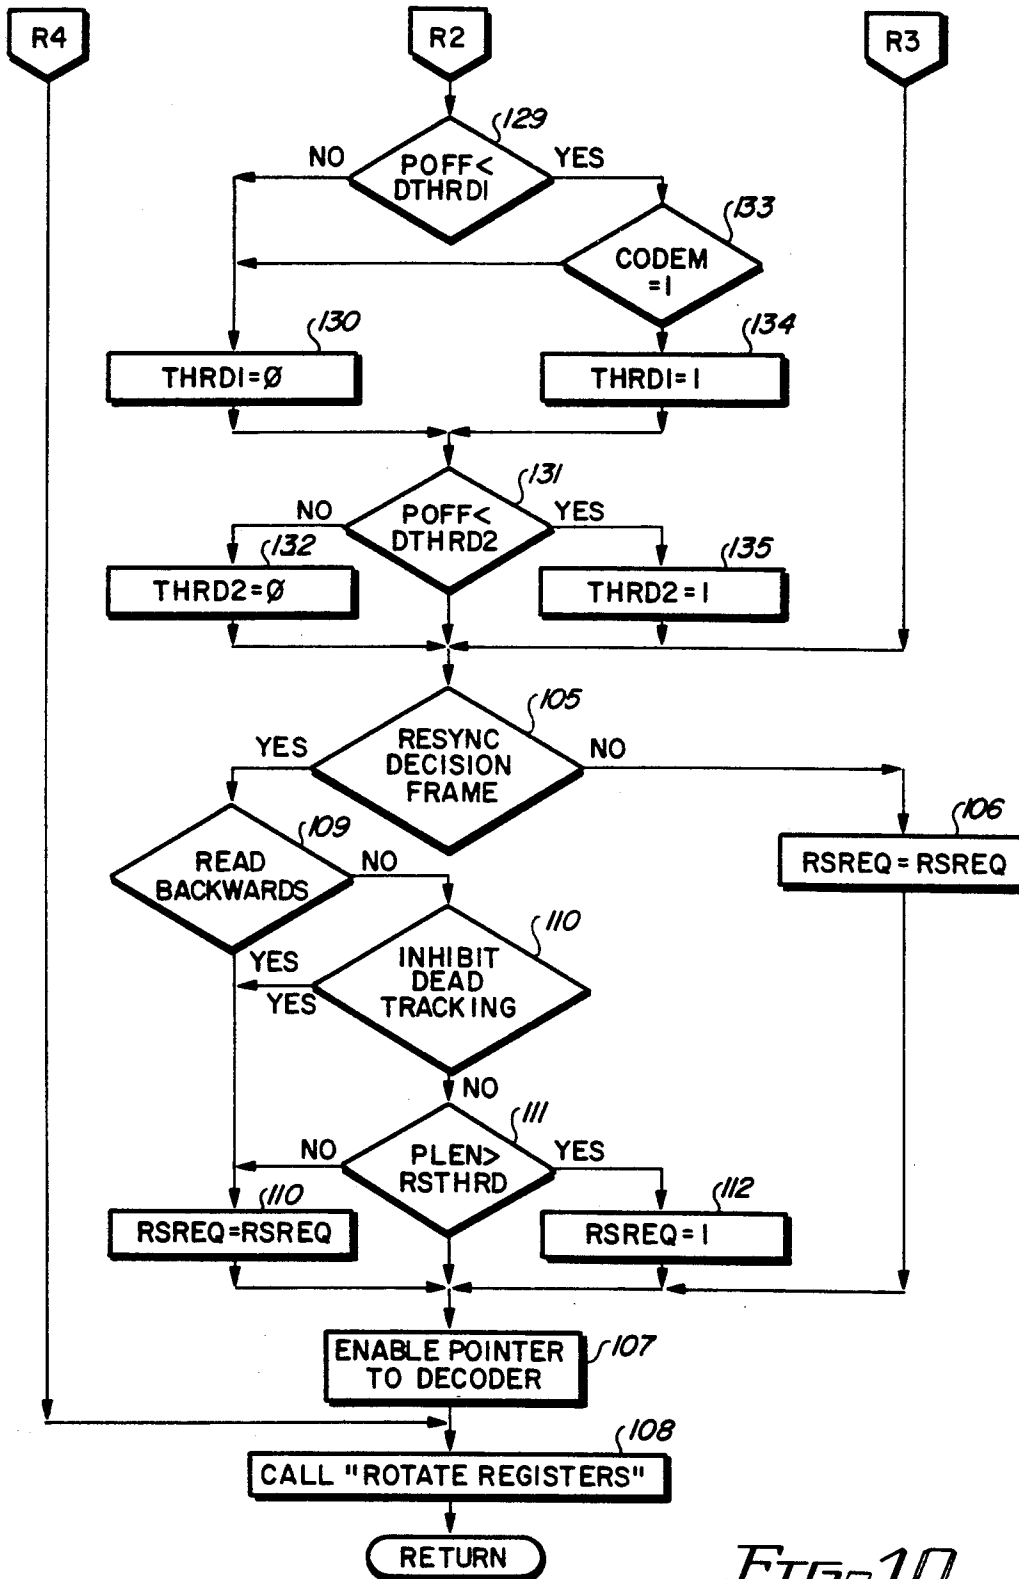 R4
R2
R3
129
NO
POFF<
DTHRD1
YES
133
CODEM
=1
130
THRD1=Ø
134
THRD1=1
131
NO
POFF<
DTHRD2
YES
132
THRD2=Ø
135
THRD2=1
105
YES
RESYNC
DECISION
FRAME
NO
109
READ
BACKWARDS
NO
106
RSREQ=RSREQ
110
YES
INHIBIT
DEAD
TRACKING
YES
NO
111
NO
PLEN>
RSTHRD
YES
110
RSREQ=RSREQ
112
RSREQ=1
ENABLE POINTER
TO DECODER
107
108
CALL "ROTATE REGISTERS"
RETURN
FIG-10